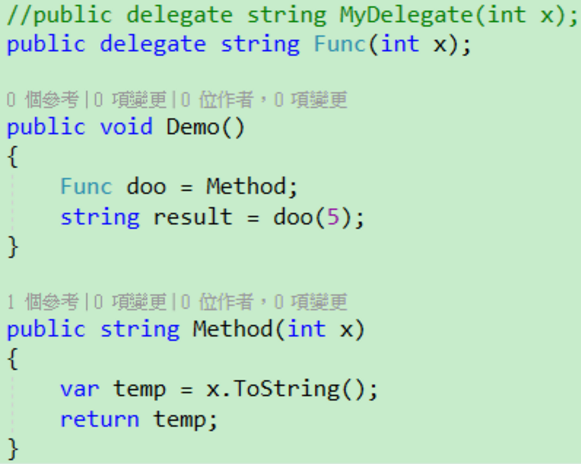 //public delegate string MyDelegate(int x);
public delegate string Func(int x);
0 個參考|0 項變更|0 位作者，0 項變更
public void Demo()
{
Func doo = Method;
string result = doo(5);
}
1 個參考|0 項變更|0 位作者，0 項變更
public string Method(int x)
{
var temp = x.ToString();
return temp;
}